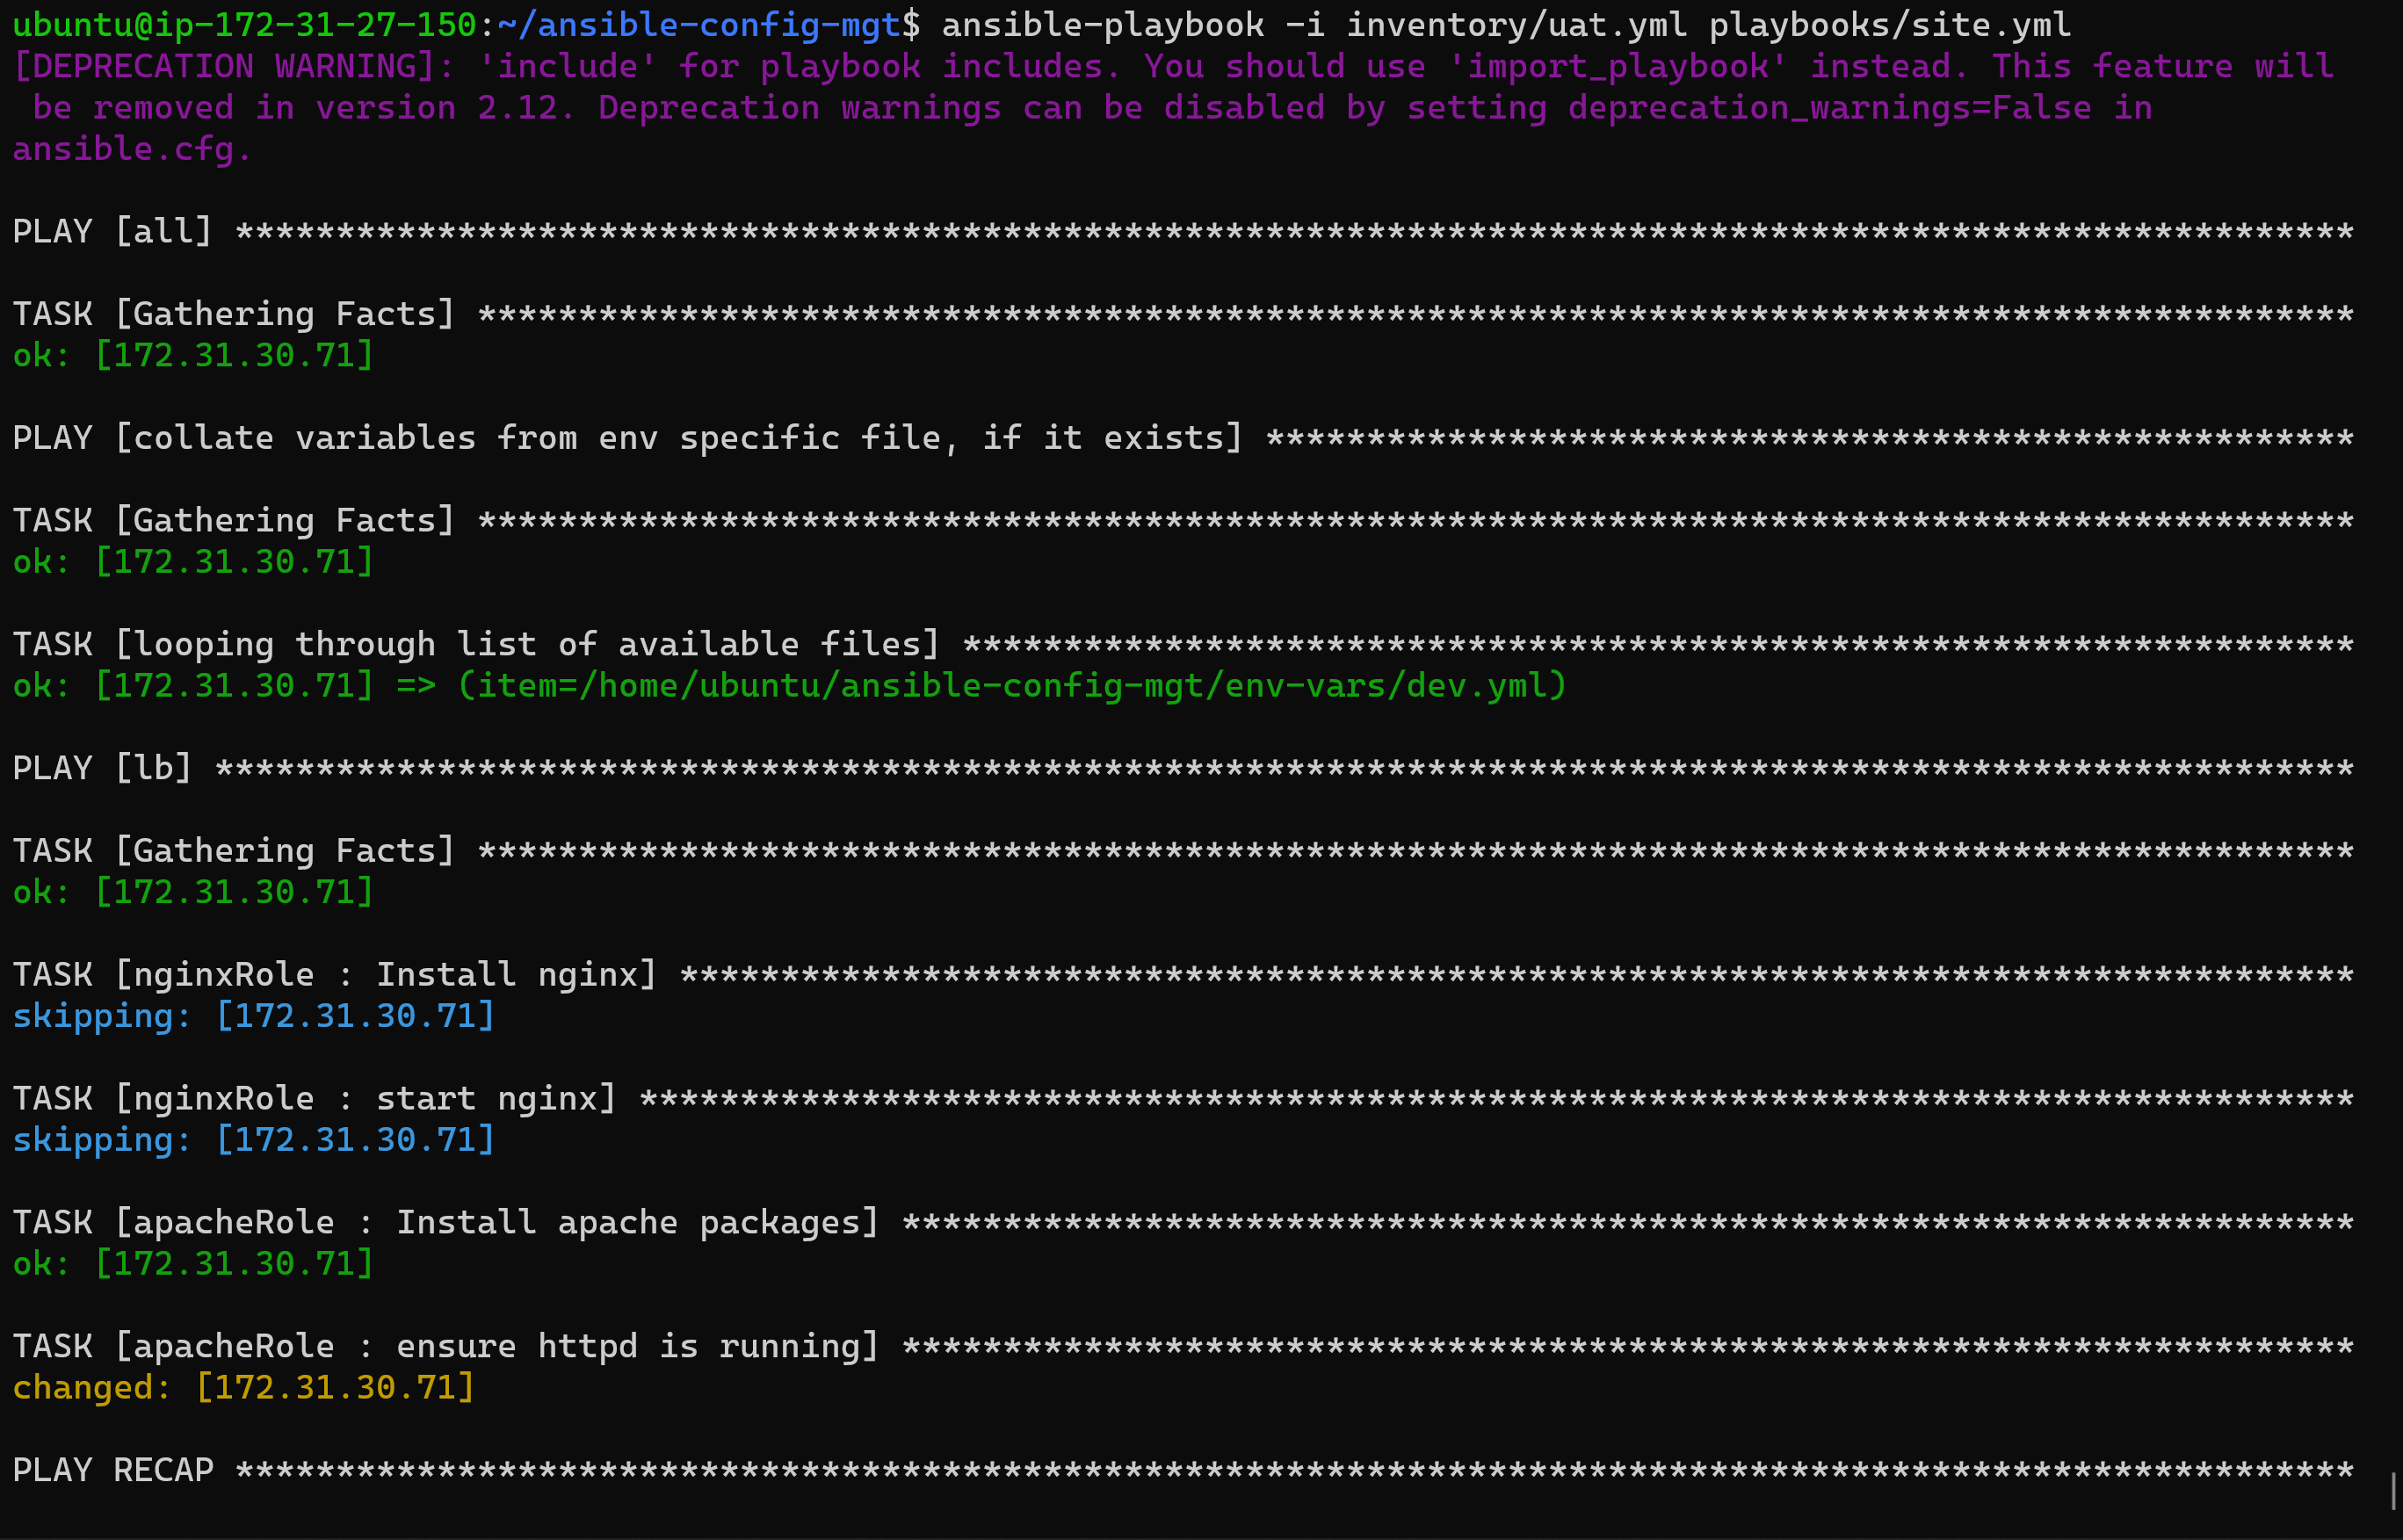 ubuntu@ip-172-31-27-150:~/ansible-config-mgt$ ansible-playbook -i inventory/uat.yml playbooks/site.yml
[DEPRECATION WARNING]: 'include' for playbook includes. You should use 'import_playbook' instead. This feature will
 be removed in version 2.12. Deprecation warnings can be disabled by setting deprecation_warnings=False in
ansible.cfg.
PLAY [all] *********************************************************************************************************
TASK [Gathering Facts] *********************************************************************************************
ok: [172.31.30.71]
PLAY [collate variables from env specific file, if it exists] ******************************************************
TASK [Gathering Facts] *********************************************************************************************
ok: [172.31.30.71]
TASK [looping through list of available files] *********************************************************************
ok: [172.31.30.71] => (item=/home/ubuntu/ansible-config-mgt/env-vars/dev.yml)
PLAY [lb] **********************************************************************************************************
TASK [Gathering Facts] *********************************************************************************************
ok: [172.31.30.71]
TASK [nginxRole : Install nginx] ***********************************************************************************
skipping: [172.31.30.71]
TASK [nginxRole : start nginx] *************************************************************************************
skipping: [172.31.30.71]
TASK [apacheRole : Install apache packages] ************************************************************************
ok: [172.31.30.71]
TASK [apacheRole : ensure httpd is running] ************************************************************************
changed: [172.31.30.71]
PLAY RECAP *********************************************************************************************************